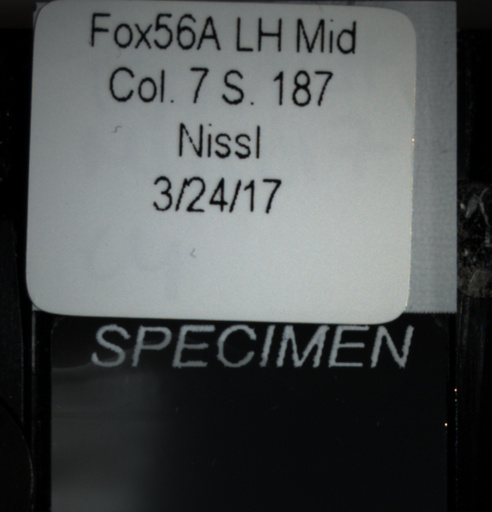 Fox56A LH Mid
Col. 7 S. 187
Nissl
3/24/17
SPECIMEN